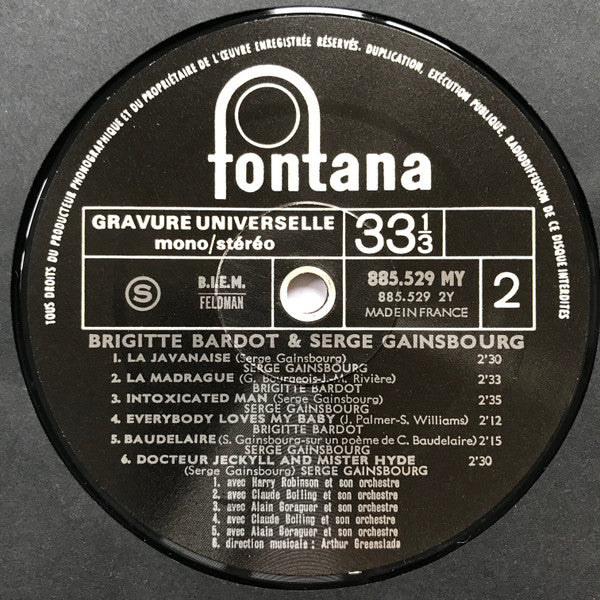 TOUS DROITS DU PRODUCTEUR PHONOGRAPHIQUE ET DU PROPRIÉTAIRE DE L'ŒUVRE ENREGISTRÉE RÉSERVÉS. DUPLICATION, EXÉCUTION PUBLIQUE, RADIODIFFUSION DE CE DISQUE INTERDITES
fontana
GRAVURE UNIVERSELLE
mono/stéréo
33 1/3
S
B.I.E.M.
FELDMAN
885.529 MY
885.529 2Y
MADE IN FRANCE
2
BRIGITTE BARDOT & SERGE GAINSBOURG
1. LA JAVANAISE (Serge Gainsbourg) 2'30
SERGE GAINSBOURG
2. LA MADRAGUE (G. Bourgeois-J.-M. Rivière) 2'33
BRIGITTE BARDOT
3. INTOXICATED MAN (Serge Gainsbourg) 2'35
SERGE GAINSBOURG
4. EVERYBODY LOVES MY BABY (J. Palmer-S. Williams) 2'12
BRIGITTE BARDOT
5. BAUDELAIRE (S. Gainsbourg-sur un poème de C. Baudelaire) 2'15
SERGE GAINSBOURG
6. DOCTEUR JECKYLL AND MISTER HYDE 2'30
(Serge Gainsbourg) SERGE GAINSBOURG
1. avec Harry Robinson et son orchestre
2. avec Claude Bolling et son orchestre
3. avec Alain Goraguer et son orchestre
4. avec Claude Bolling et son orchestre
5. avec Alain Goraguer et son orchestre
6. direction musicale : Arthur Greenslade